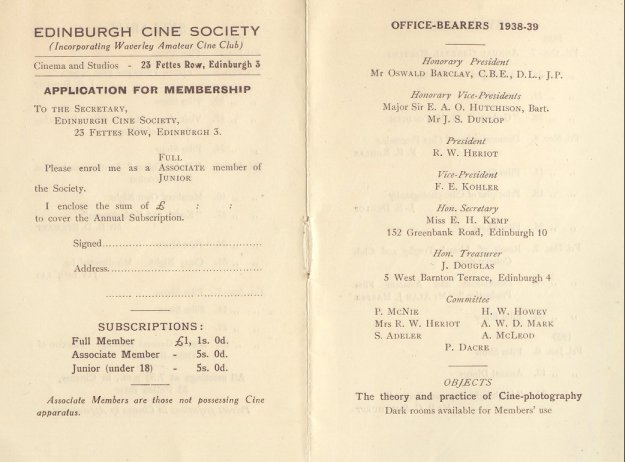 EDINBURGH CINE SOCIETY
(Incorporating Waverley Amateur Cine Club)
Cinema and Studios - 23 Fettes Row, Edinburgh 3
APPLICATION FOR MEMBERSHIP
To the Secretary,
Edinburgh Cine Society,
23 Fettes Row, Edinburgh 3.
Full
Please enrol me as a Associate member of
Junior
the Society.
I enclose the sum of £ : :
to cover the Annual Subscription.
Signed
Address
SUBSCRIPTIONS:
Full Member £1, 1s. 0d.
Associate Member - 5s. 0d.
Junior (under 18) - 5s. 0d.
Associate Members are those not possessing Cine
apparatus.
OFFICE-BEARERS 1938-39
Honorary President
Mr Oswald Barclay, C.B.E., D.L., J.P.
Honorary Vice-Presidents
Major Sir E. A. O. Hutchison, Bart.
Mr J. S. Dunlop
President
R. W. Heriot
Vice-President
F. E. Kohler
Hon. Secretary
Miss E. H. Kemp
152 Greenbank Road, Edinburgh 10
Hon. Treasurer
J. Douglas
5 West Barnton Terrace, Edinburgh 4
Committee
P. McNie H. W. Howey
Mrs R. W. Heriot A. W. D. Mark
S. Adeler A. McLeod
P. Dacre
OBJECTS
The theory and practice of Cine-photography
Dark rooms available for Members' use